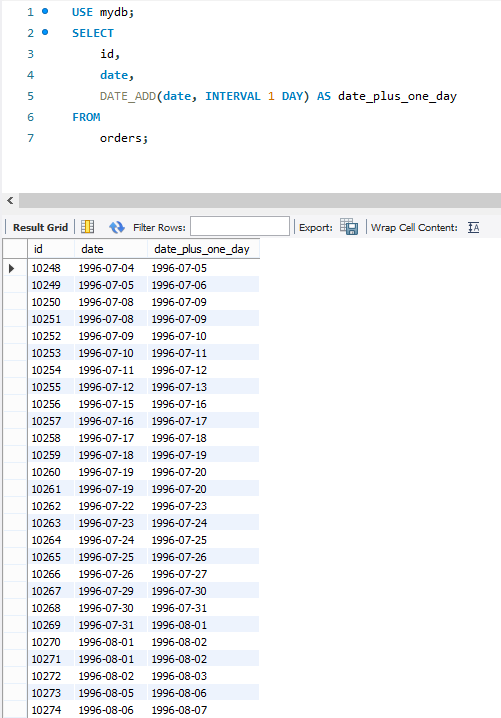 1 USE mydb;
2 SELECT
3 id,
4 date,
5 DATE_ADD(date, INTERVAL 1 DAY) AS date_plus_one_day
6 FROM
7 orders;
Result Grid Filter Rows: Export: Wrap Cell Content: IA
id date date_plus_one_day
10248 1996-07-04 1996-07-05
10249 1996-07-05 1996-07-06
10250 1996-07-08 1996-07-09
10251 1996-07-08 1996-07-09
10252 1996-07-09 1996-07-10
10253 1996-07-10 1996-07-11
10254 1996-07-11 1996-07-12
10255 1996-07-12 1996-07-13
10256 1996-07-15 1996-07-16
10257 1996-07-16 1996-07-17
10258 1996-07-17 1996-07-18
10259 1996-07-18 1996-07-19
10260 1996-07-19 1996-07-20
10261 1996-07-19 1996-07-20
10262 1996-07-22 1996-07-23
10263 1996-07-23 1996-07-24
10264 1996-07-24 1996-07-25
10265 1996-07-25 1996-07-26
10266 1996-07-26 1996-07-27
10267 1996-07-29 1996-07-30
10268 1996-07-30 1996-07-31
10269 1996-07-31 1996-08-01
10270 1996-08-01 1996-08-02
10271 1996-08-01 1996-08-02
10272 1996-08-02 1996-08-03
10273 1996-08-05 1996-08-06
10274 1996-08-06 1996-08-07